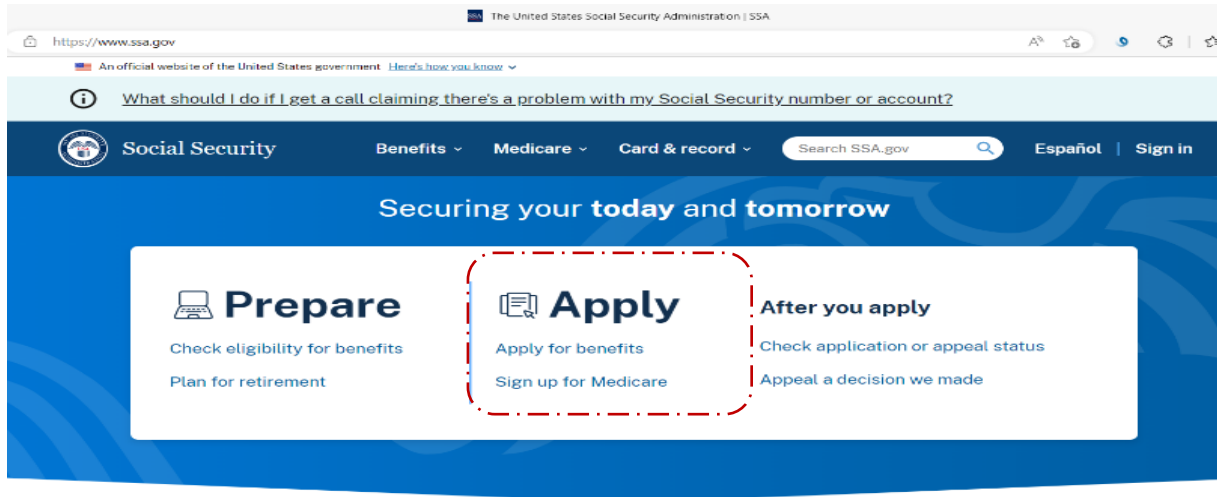 The United States Social Security Administration | SSA
https://www.ssa.gov
An official website of the United States government Here's how you know
What should I do if I get a call claiming there's a problem with my Social Security number or account?
Social Security Benefits Medicare Card & record Search SSA.gov Español | Sign in
Securing your today and tomorrow
Prepare
Check eligibility for benefits
Plan for retirement
Apply
Apply for benefits
Sign up for Medicare
After you apply
Check application or appeal status
Appeal a decision we made